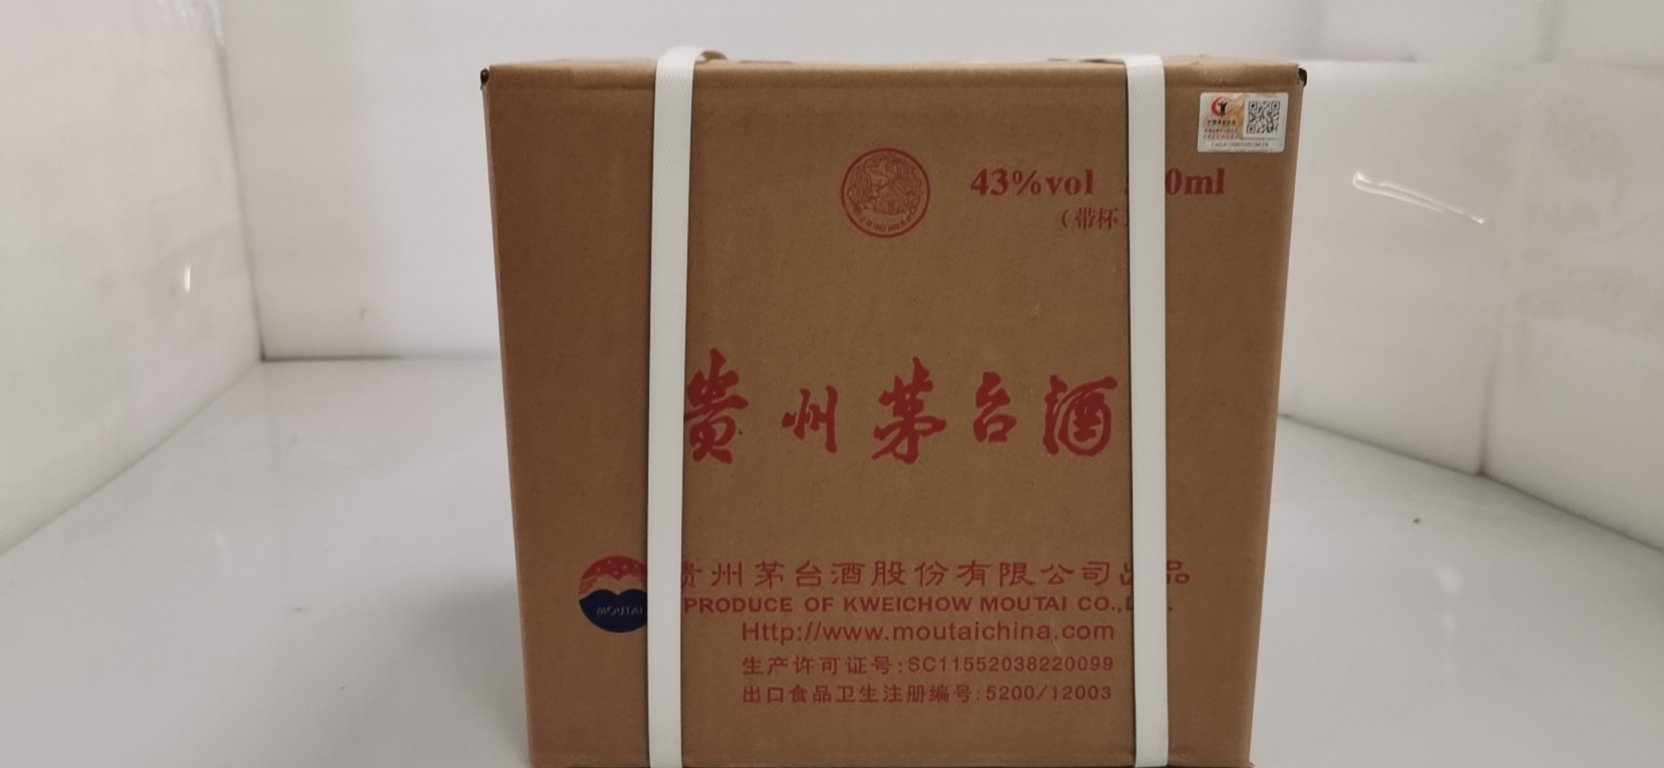 43%vol 0ml
（带杯）
贵州茅台酒
MOUTAI
贵州茅台酒股份有限公司出品
PRODUCE OF KWEICHOW MOUTAI CO.,
Http://www.moutaichina.com
生产许可证号:SC11552038220099
出口食品卫生注册编号:5200/12003